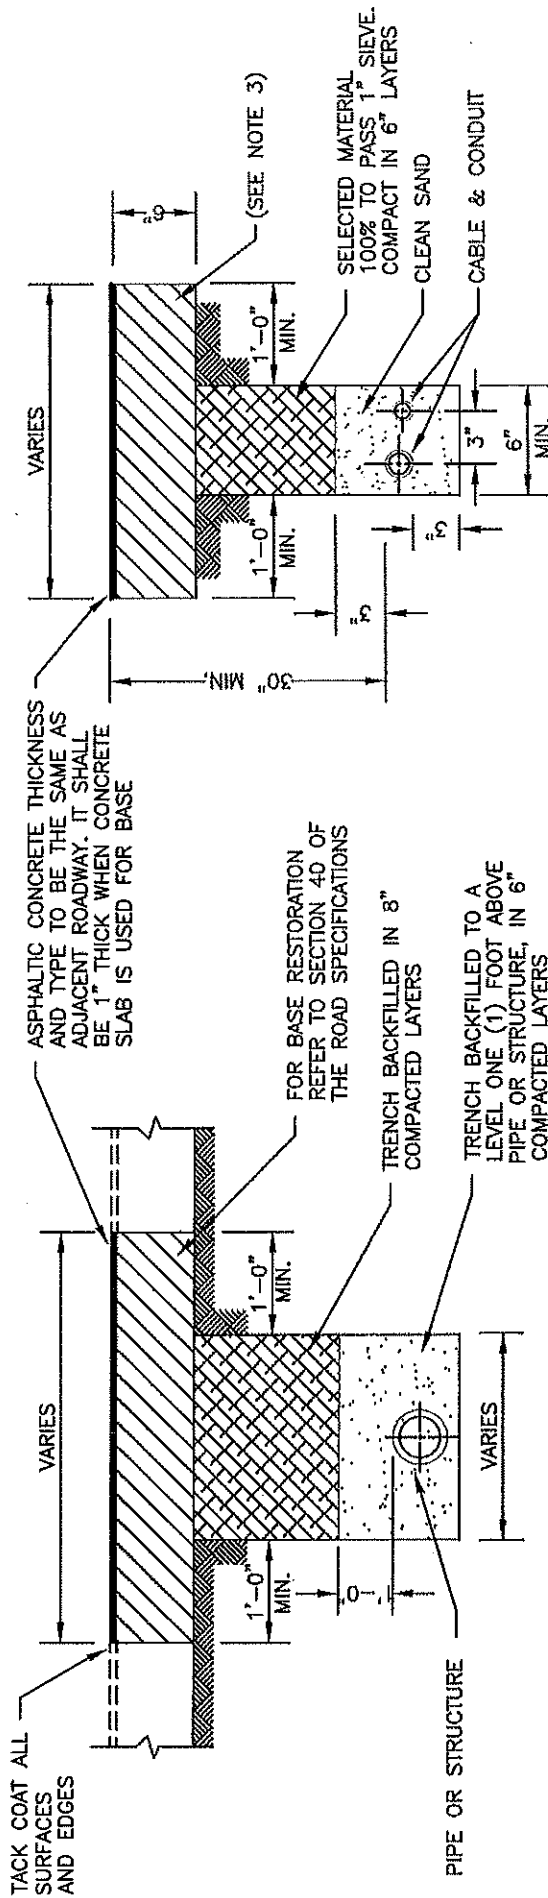 TACK COAT ALL
SURFACES
AND EDGES
VARIES
ASPHALTIC CONCRETE THICKNESS
AND TYPE TO BE THE SAME AS
ADJACENT ROADWAY. IT SHALL
BE 1" THICK WHEN CONCRETE
SLAB IS USED FOR BASE
1'-0"
MIN.
1'-0"
MIN.
FOR BASE RESTORATION
REFER TO SECTION 40 OF
THE ROAD SPECIFICATIONS
1'-0"
TRENCH BACKFILLED IN 8"
COMPACTED LAYERS
PIPE OR STRUCTURE
VARIES
TRENCH BACKFILLED TO A
LEVEL ONE (1) FOOT ABOVE
PIPE OR STRUCTURE, IN 6"
COMPACTED LAYERS
VARIES
6"
(SEE NOTE 3)
30" MIN.
1'-0"
MIN.
1'-0"
MIN.
SELECTED MATERIAL
100% TO PASS 1" SIEVE.
COMPACT IN 6" LAYERS
3"
CLEAN SAND
3"
3"
CABLE & CONDUIT
6"
MIN.